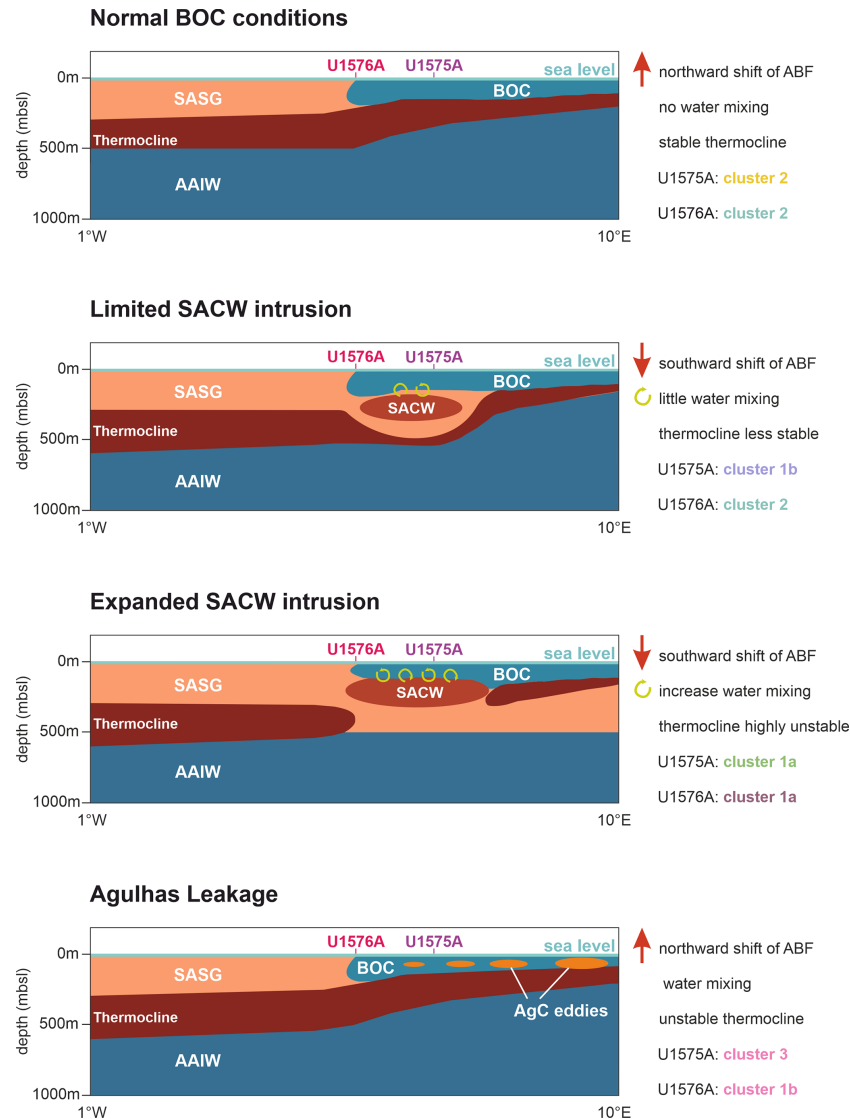 Normal BOC conditions
U1576A U1575A
sea level
0m
SASG
BOC
depth (mbsl)
Thermocline
500m
AAIW
1000m
1°W
10°E
northward shift of ABF
no water mixing
stable thermocline
U1575A: cluster 2
U1576A: cluster 2
Limited SACW intrusion
U1576A U1575A
sea level
0m
SASG
BOC
SACW
depth (mbsl)
Thermocline
500m
AAIW
1000m
1°W
10°E
southward shift of ABF
little water mixing
thermocline less stable
U1575A: cluster 1b
U1576A: cluster 2
Expanded SACW intrusion
U1576A U1575A
sea level
0m
SASG
BOC
SACW
depth (mbsl)
Thermocline
500m
AAIW
1000m
1°W
10°E
southward shift of ABF
increase water mixing
thermocline highly unstable
U1575A: cluster 1a
U1576A: cluster 1a
Agulhas Leakage
U1576A U1575A
sea level
0m
SASG
BOC
AgC eddies
depth (mbsl)
Thermocline
500m
AAIW
1000m
1°W
10°E
northward shift of ABF
water mixing
unstable thermocline
U1575A: cluster 3
U1576A: cluster 1b